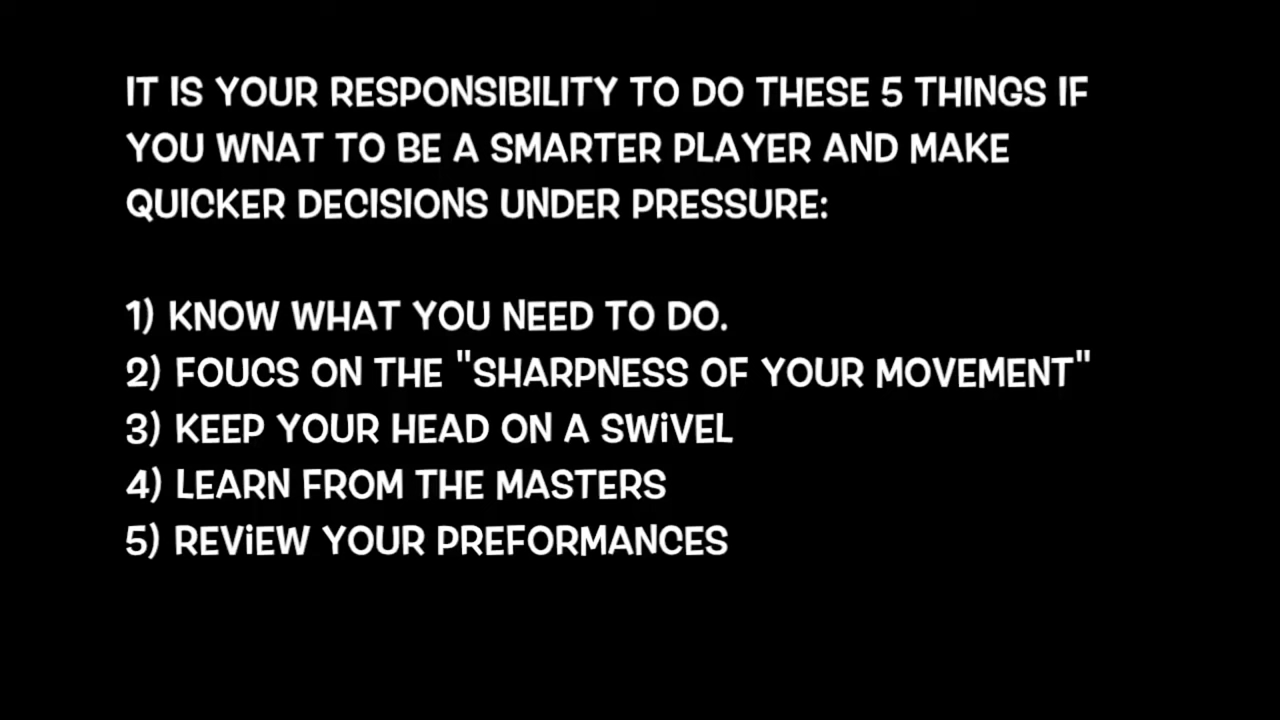 IT IS YOUR RESPONSIBILITY TO DO THESE 5 THINGS IF
YOU WNAT TO BE A SMARTER PLAYER AND MAKE
QUICKER DECISIONS UNDER PRESSURE:
1) KNOW WHAT YOU NEED TO DO.
2) FOUCS ON THE "SHARPNESS OF YOUR MOVEMENT"
3) KEEP YOUR HEAD ON A SWiVEL
4) LEARN FROM THE MASTERS
5) REViEW YOUR PREFORMANCES